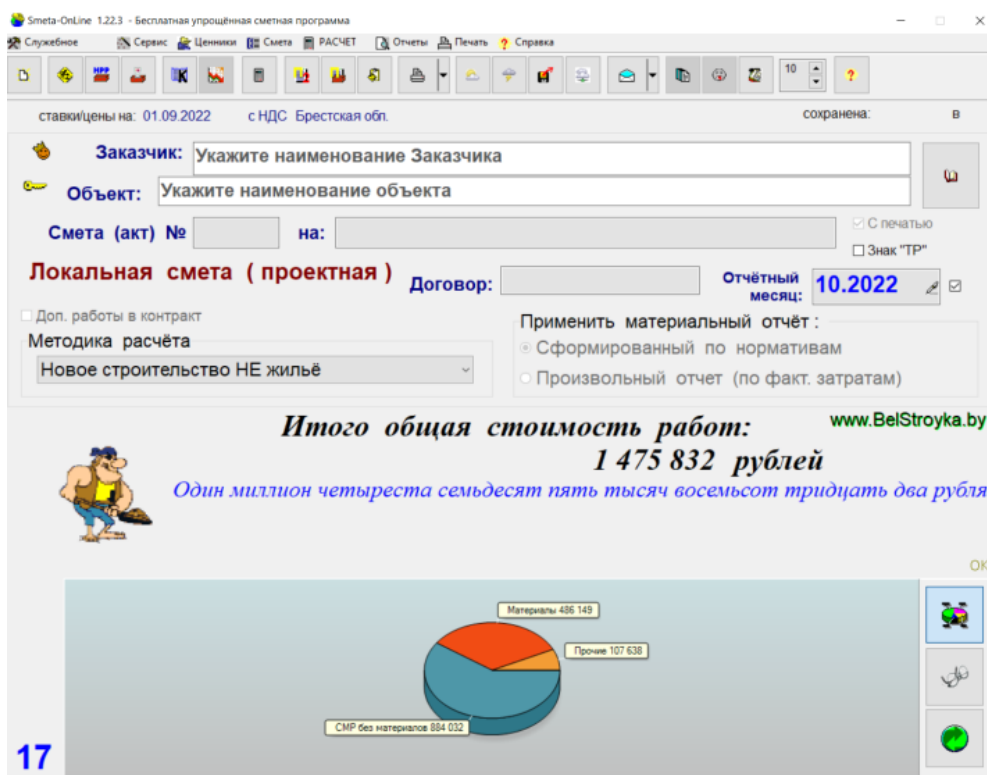 Smeta-OnLine 1.22.3 - Бесплатная упрощённая сметная программа
Служебное Сервис Ценники Смета РАСЧЕТ Отчеты Печать Справка
НРР К 10 ?
ставки/цены на: 01.09.2022 с НДС Брестская обл. сохранена: в
Заказчик: Укажите наименование Заказчика
Объект: Укажите наименование объекта
Смета (акт) № на: С печатью
Знак "ТР"
Локальная смета ( проектная ) Договор: Отчётный месяц: 10.2022
Доп. работы в контракт
Методика расчёта
Новое строительство НЕ жильё
Применить материальный отчёт :
Сформированный по нормативам
Произвольный отчет (по факт. затратам)
Итого общая стоимость работ: www.BelStroyka.by
1 475 832 рублей
Один миллион четыреста семьдесят пять тысяч восемьсот тридцать два рубля
OK
Материалы 486 149
Прочие 107 638
СМР без материалов 884 032
17